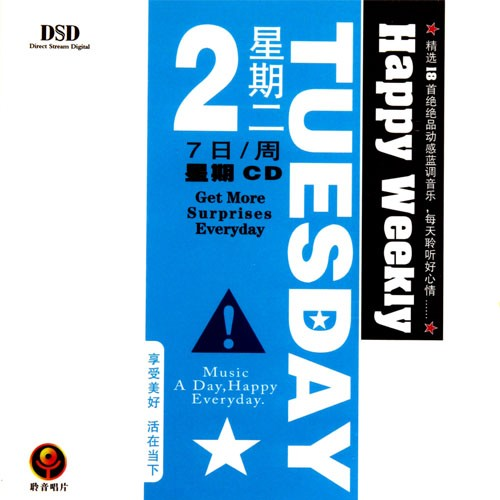 DSD
Direct Stream Digital
2
星期二
TUESDAY
7日/周
星期 CD
Get More
Surprises
Everyday
Music
A Day,Happy
Everyday.
Happy Weekly
精选18首绝绝品动感蓝调音乐,每天聆听好心情......
享受美好 活在当下
聆音唱片